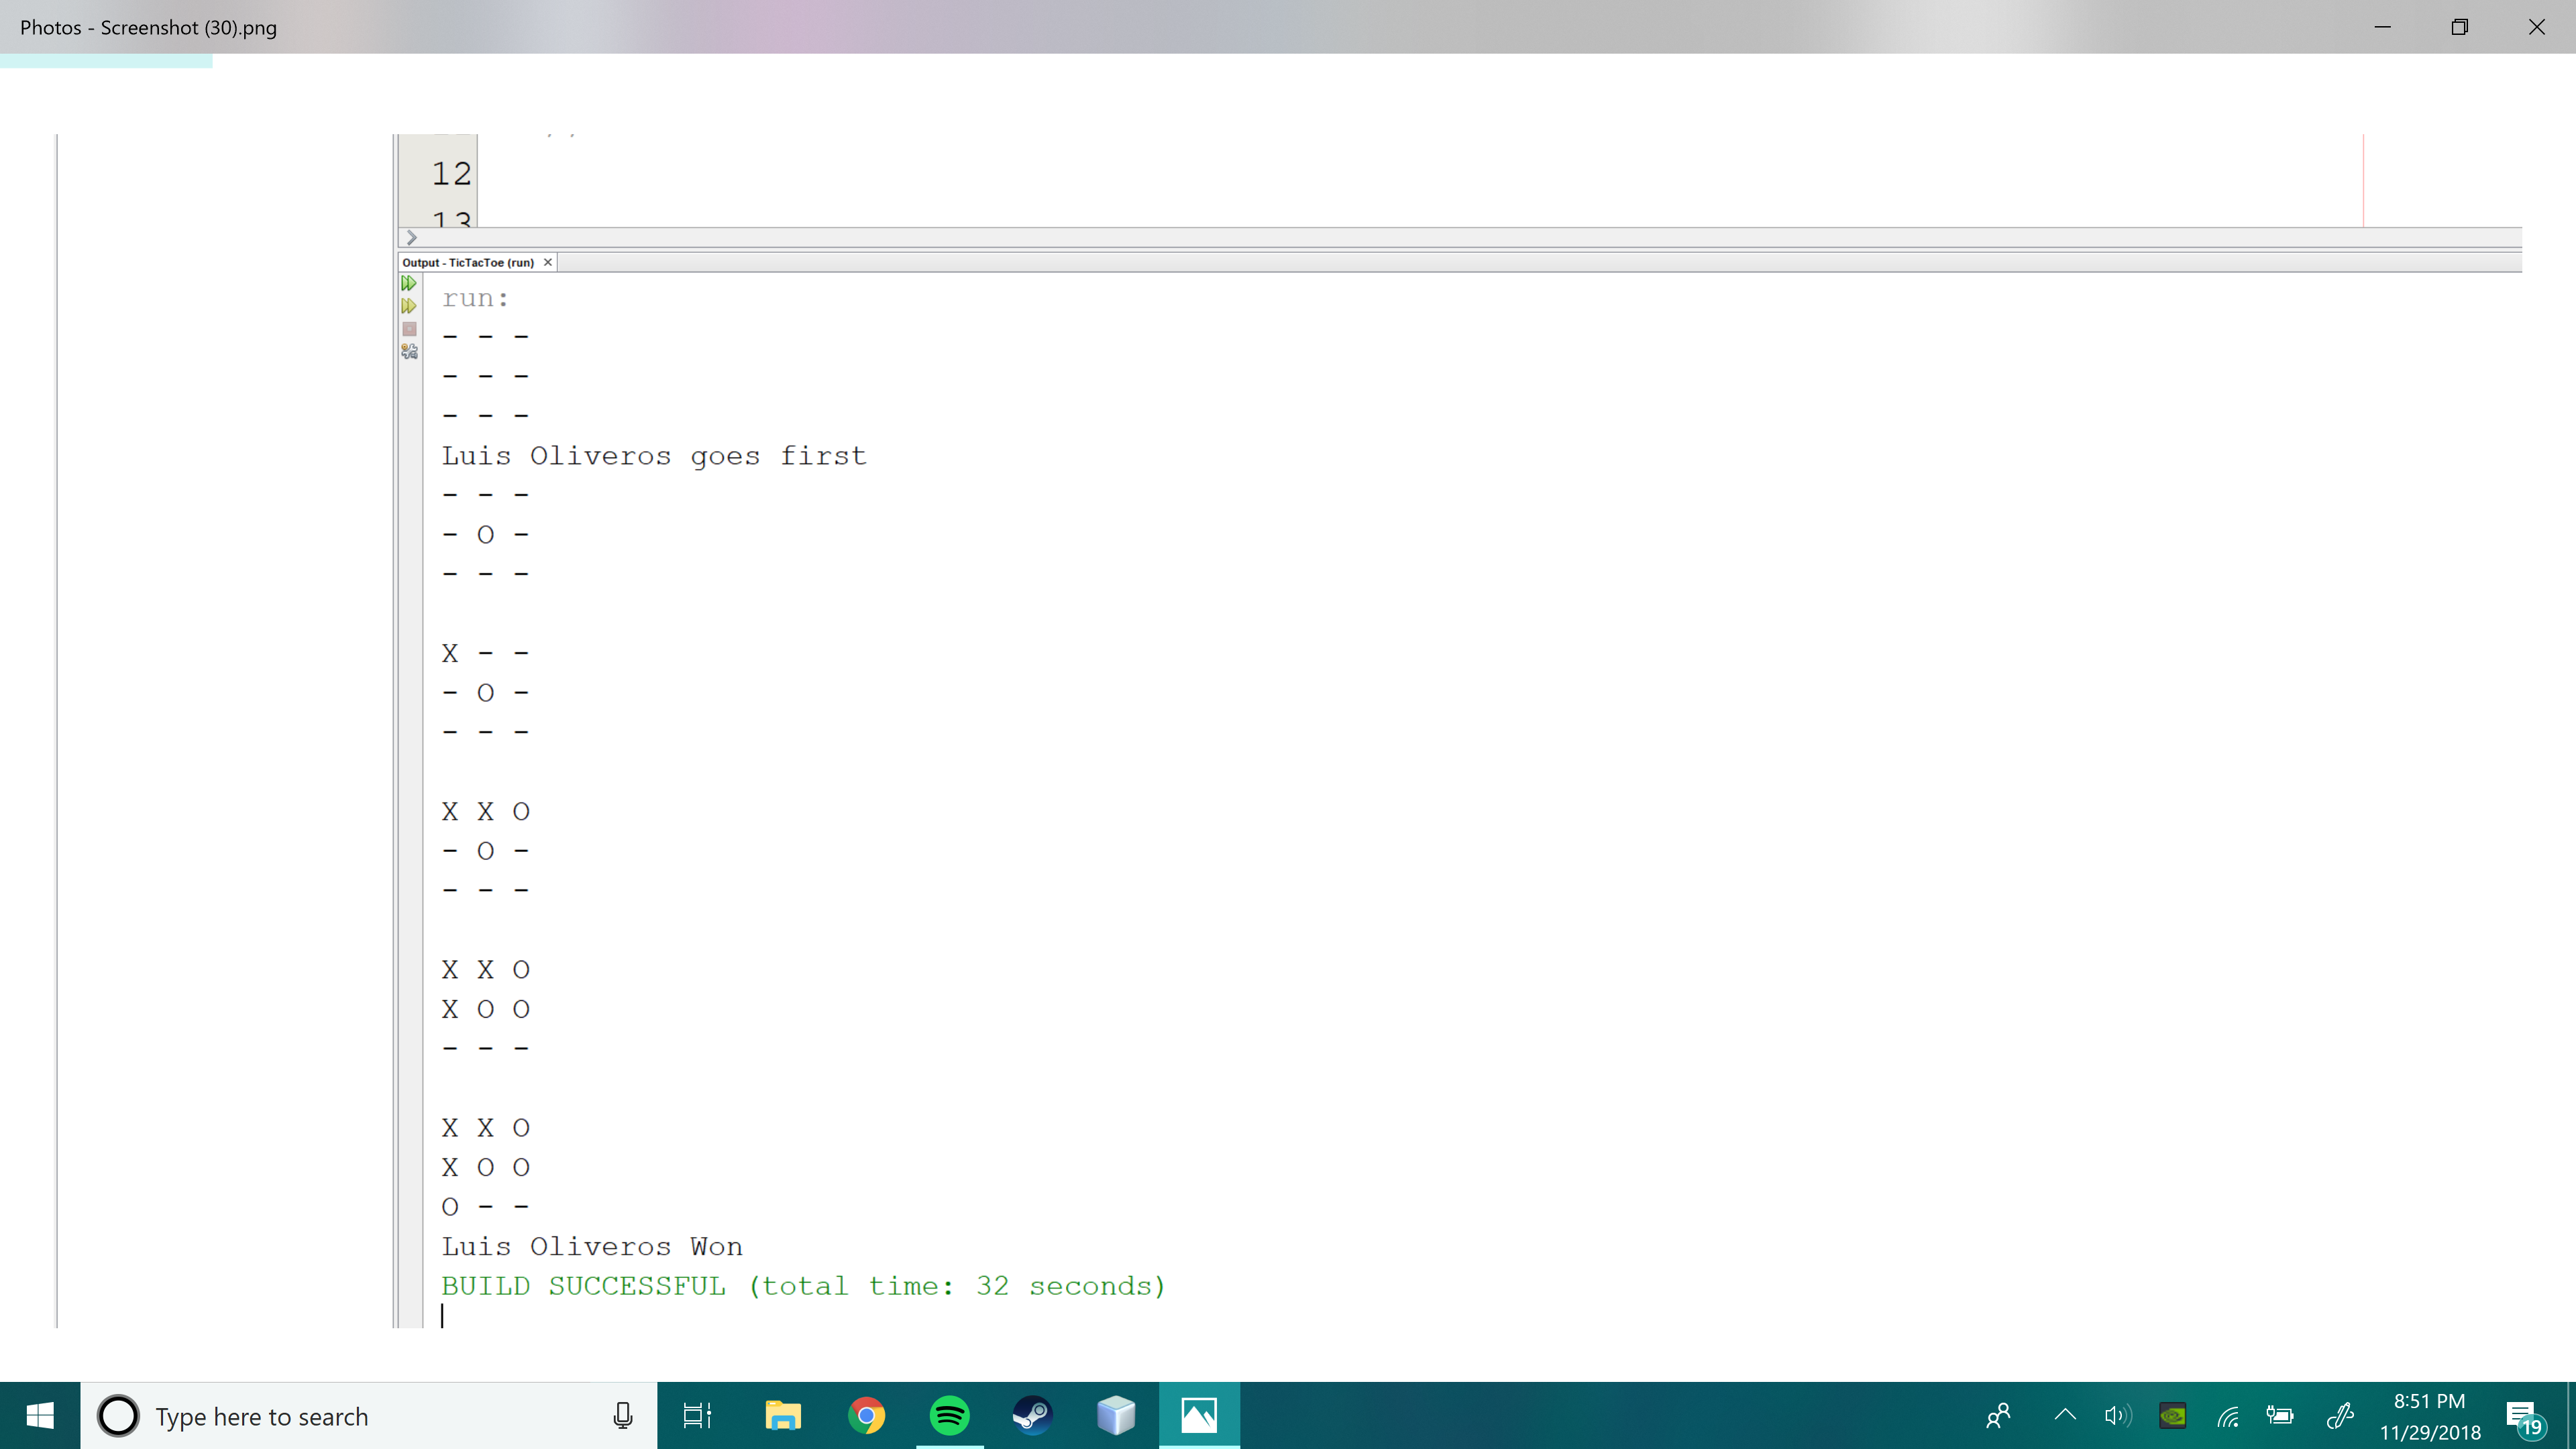 Photos - Screenshot (30).png
12
13
Output - TicTacToe (run)
run:
- - -
- - -
- - -
Luis Oliveros goes first
- - -
- O -
- - -
X - -
- O -
- - -
X X O
- O -
- - -
X X O
X O O
- - -
X X O
X O O
O - -
Luis Oliveros Won
BUILD SUCCESSFUL (total time: 32 seconds)
Type here to search
8:51 PM
11/29/2018
19